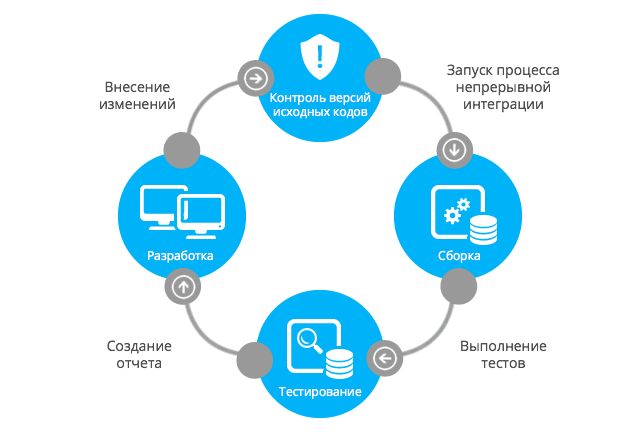 Контроль версий
исходных кодов
Запуск процесса
непрерывной
интеграции
Сборка
Выполнение
тестов
Тестирование
Создание
отчета
Разработка
Внесение
изменений